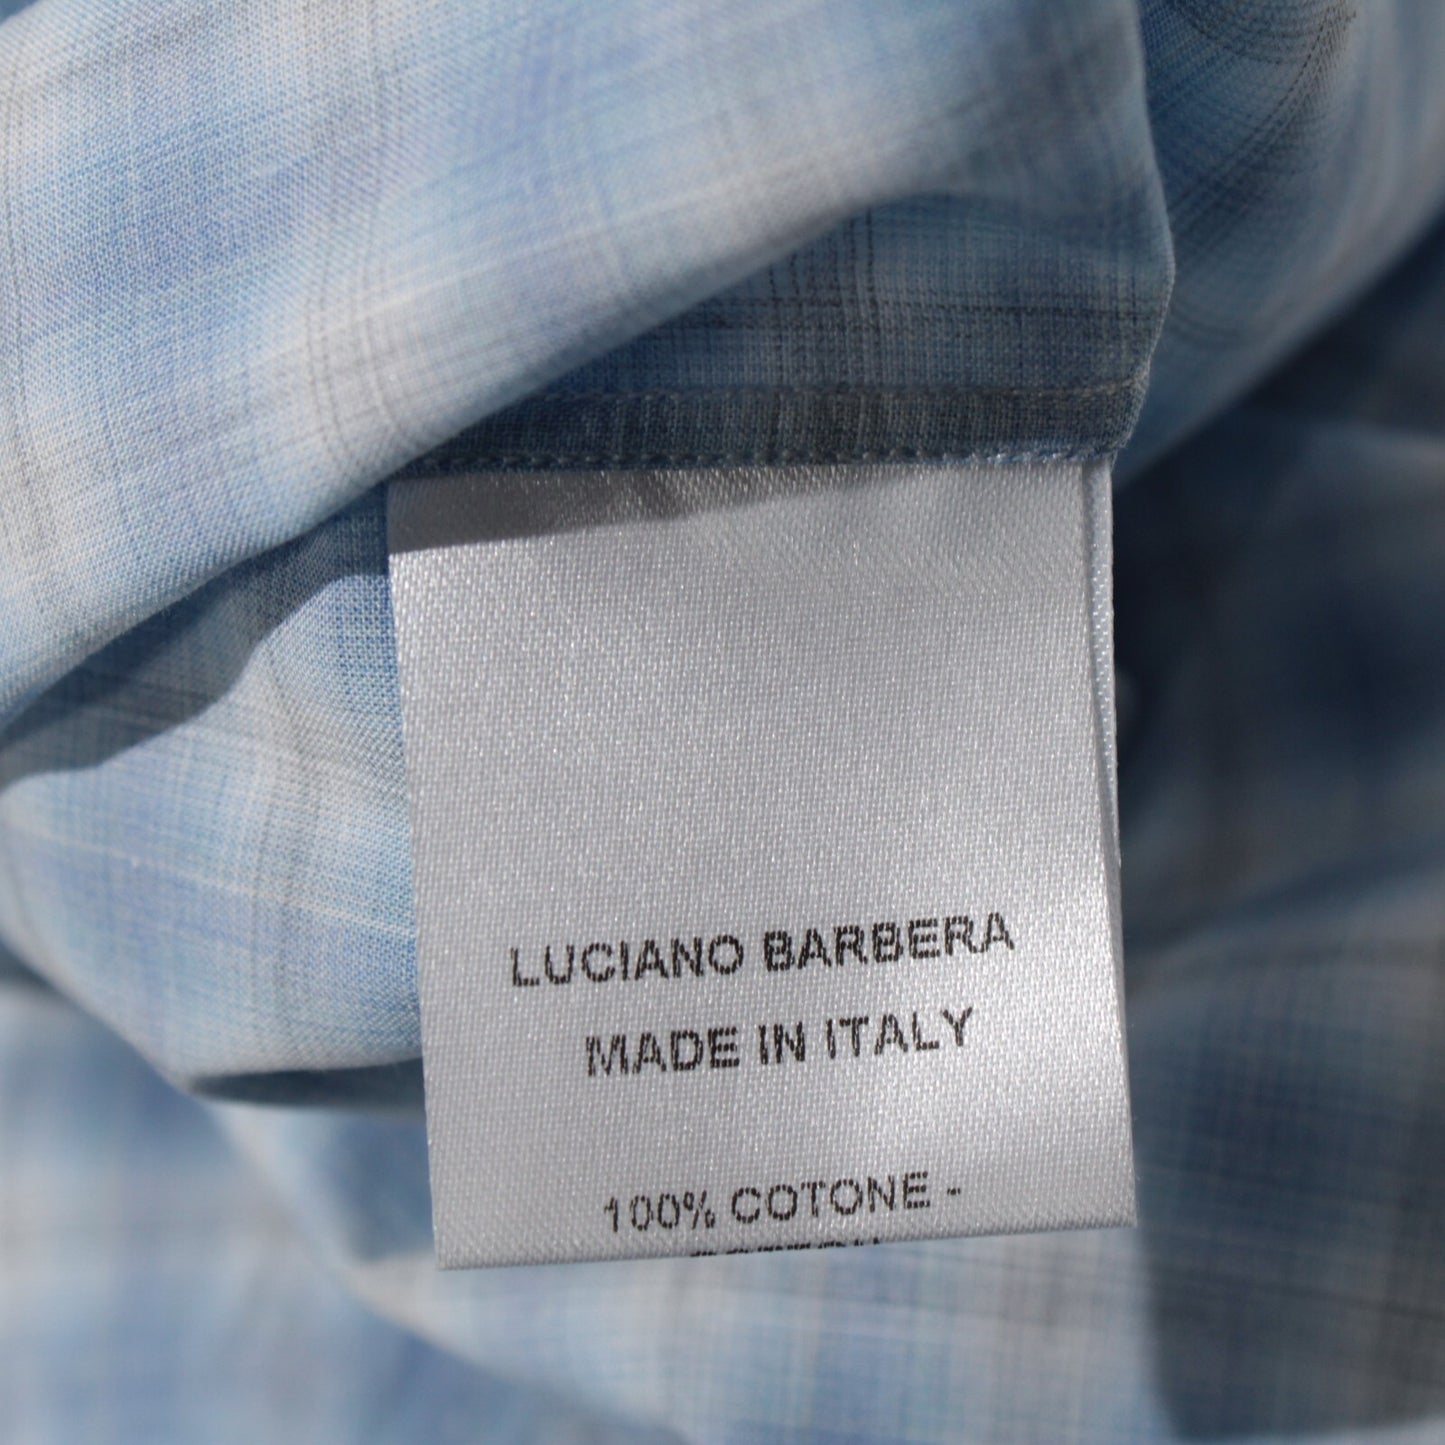 LUCIANO BARBERA
MADE IN ITALY
100% COTONE -